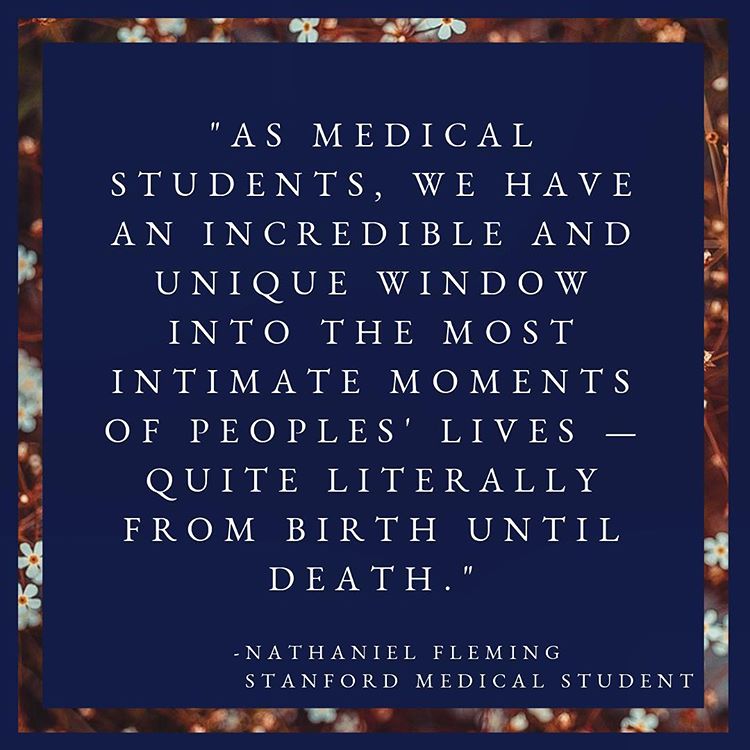 "AS MEDICAL
STUDENTS, WE HAVE
AN INCREDIBLE AND
UNIQUE WINDOW
INTO THE MOST
INTIMATE MOMENTS
OF PEOPLES' LIVES —
QUITE LITERALLY
FROM BIRTH UNTIL
DEATH."
-NATHANIEL FLEMING
STANFORD MEDICAL STUDENT